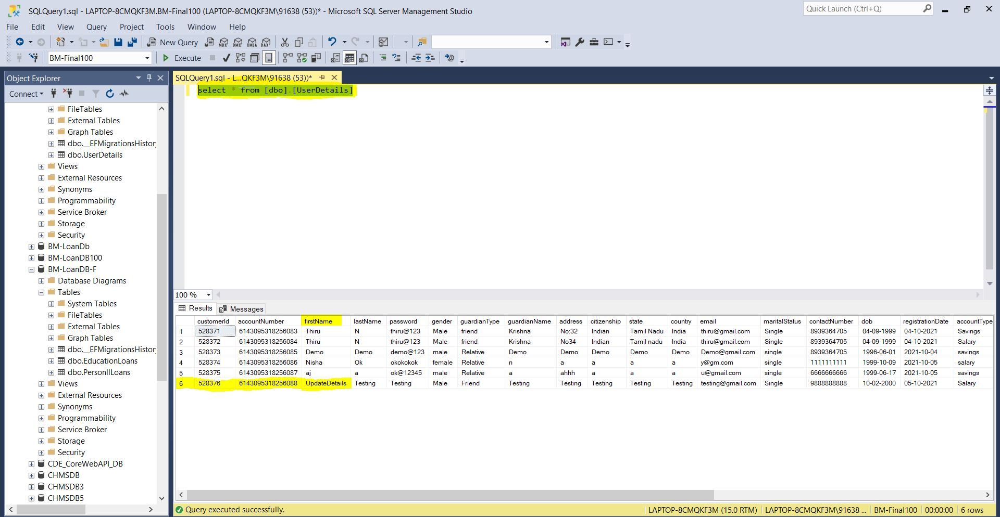 SQLQuery1.sql - LAPTOP-8CMQKF3M.BM-Final100 (LAPTOP-8CMQKF3M\91638 (53))* - Microsoft SQL Server Management Studio
Quick Launch (Ctrl+Q)
File Edit View Query Project Tools Window Help
New Query MDX DMX XMLA DAX
BM-Final100 Execute
Object Explorer
Connect
FileTables
External Tables
Graph Tables
dbo.__EFMigrationsHistory
dbo.UserDetails
Views
External Resources
Synonyms
Programmability
Service Broker
Storage
Security
BM-LoanDb
BM-LoanDB100
BM-LoanDB-F
Database Diagrams
Tables
System Tables
FileTables
External Tables
Graph Tables
dbo.__EFMigrationsHistory
dbo.EducationLoans
dbo.PersonlLoans
Views
External Resources
Synonyms
Programmability
Service Broker
Storage
Security
CDE_CoreWebAPI_DB
CHMSDB
CHMSDB3
CHMSDB5
SQLQuery1.sql - L...QKF3M\91638 (53))*
select * from [dbo].[UserDetails]
100 %
Results Messages
customerId accountNumber firstName lastName password gender guardianType guardianName address citizenship state country email maritalStatus contactNumber dob registrationDate accountType
1 528371 6143095318256083 Thiru N thiru@123 Male friend Krishna No:32 Indian Tamil Nadu India thiru@gmail.com Single 8939364705 04-09-1999 04-10-2021 Savings
2 528372 6143095318256084 Thiru N thiru@123 Male friend Krishna No34 Indian Tamil nadu India thiru@gmail.com Single 8939364705 04-09-1999 04-10-2021 Salary
3 528373 6143095318256085 Demo Demo demo@123 male Relative Demo Demo Demo Demo Demo Demo@gmail.com single 8939364705 1996-06-01 2021-10-04 savings
4 528374 6143095318256086 Nisha Ok okokokok female Relative n a a a a y@gm.com single 1111111111 1999-10-09 2021-10-05 salary
5 528375 6143095318256087 aj a ok@12345 male Relative a ahhh a a a u@gmail.com single 6666666666 1999-06-17 2021-10-05 savings
6 528376 6143095318256088 UpdateDetails Testing Testing Male Friend Testing Testing Testing Testing Testing testing@gmail.com Single 9888888888 10-02-2000 05-10-2021 Salary
Query executed successfully.
LAPTOP-8CMQKF3M (15.0 RTM) LAPTOP-8CMQKF3M\91638 ... BM-Final100 00:00:00 6 rows